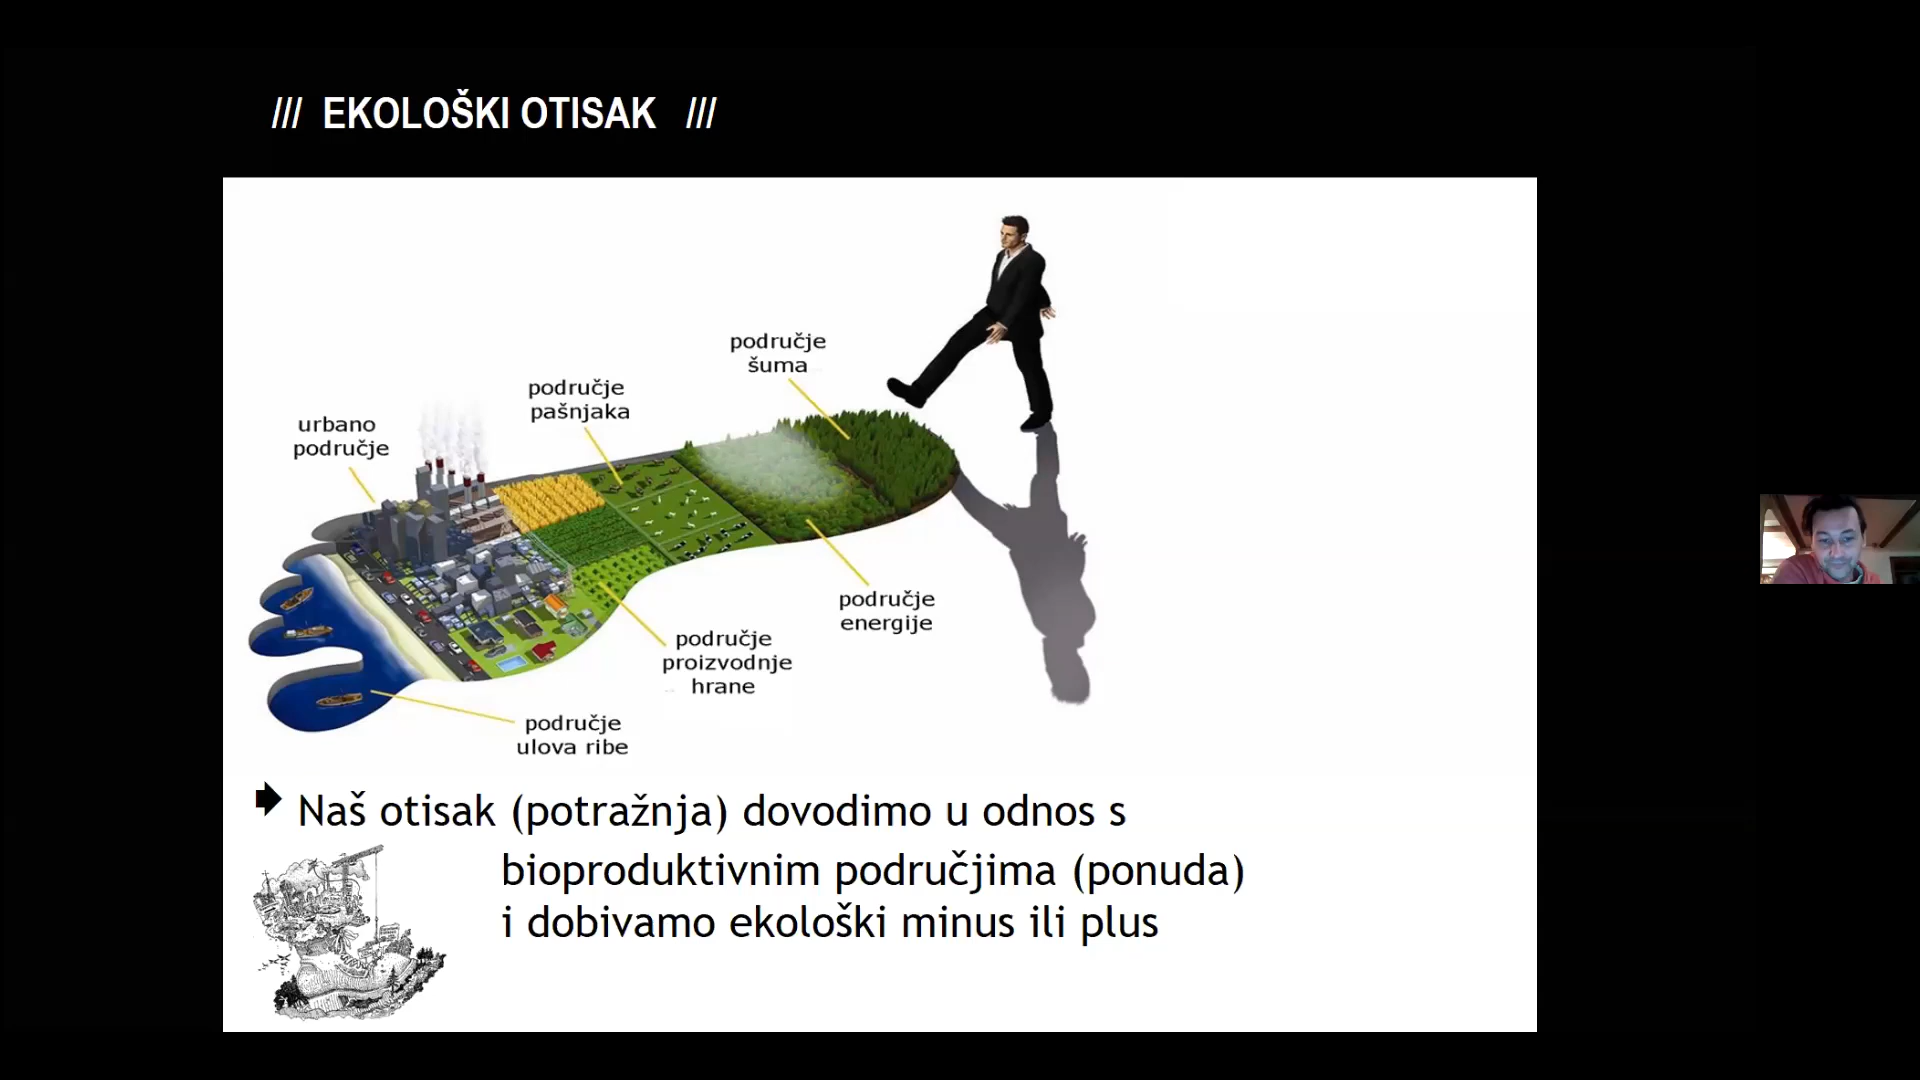 /// EKOLOŠKI OTISAK ///
područje
šuma
područje
pašnjaka
urbano
područje
područje
energije
područje
proizvodnje
hrane
područje
ulova ribe
Naš otisak (potražnja) dovodimo u odnos s
bioproduktivnim područjima (ponuda)
i dobivamo ekološki minus ili plus